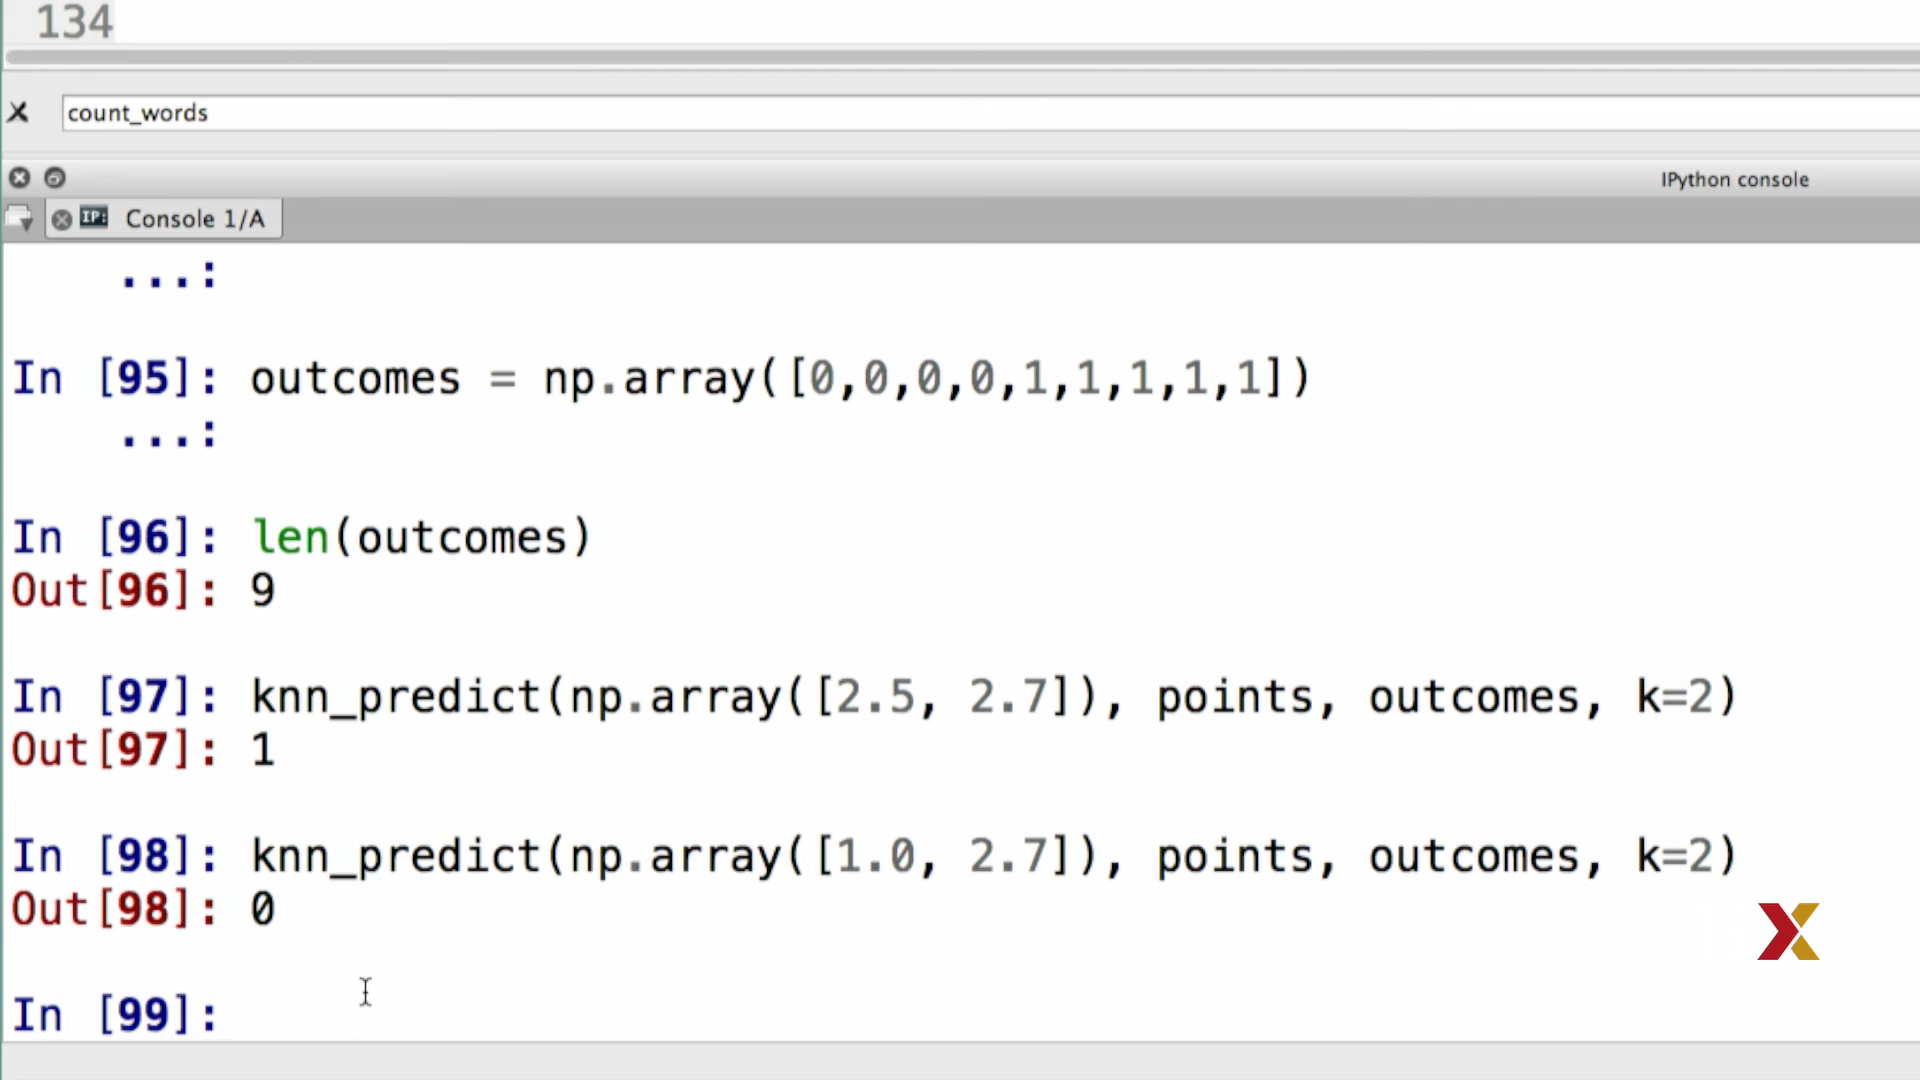 134
count_words
IPython console
IP: Console 1/A
...:
In [95]: outcomes = np.array([0,0,0,0,1,1,1,1,1])
...:
In [96]: len(outcomes)
Out[96]: 9
In [97]: knn_predict(np.array([2.5, 2.7]), points, outcomes, k=2)
Out[97]: 1
In [98]: knn_predict(np.array([1.0, 2.7]), points, outcomes, k=2)
Out[98]: 0
X
In [99]: